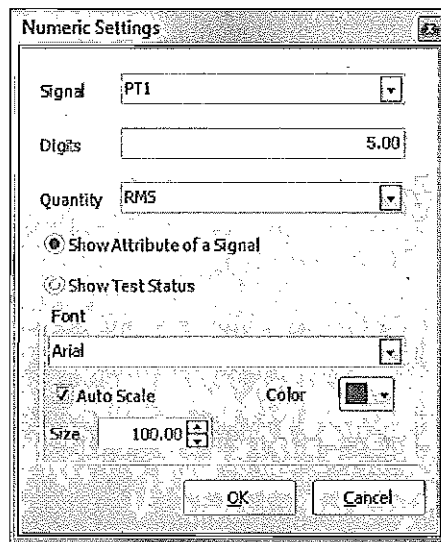 Numeric Settings
Signal PT1
Digits 5.00
Quantity RMS
Show Attribute of a Signal
Show Test Status
Font
Arial
Auto Scale Color
Size 100.00
OK Cancel